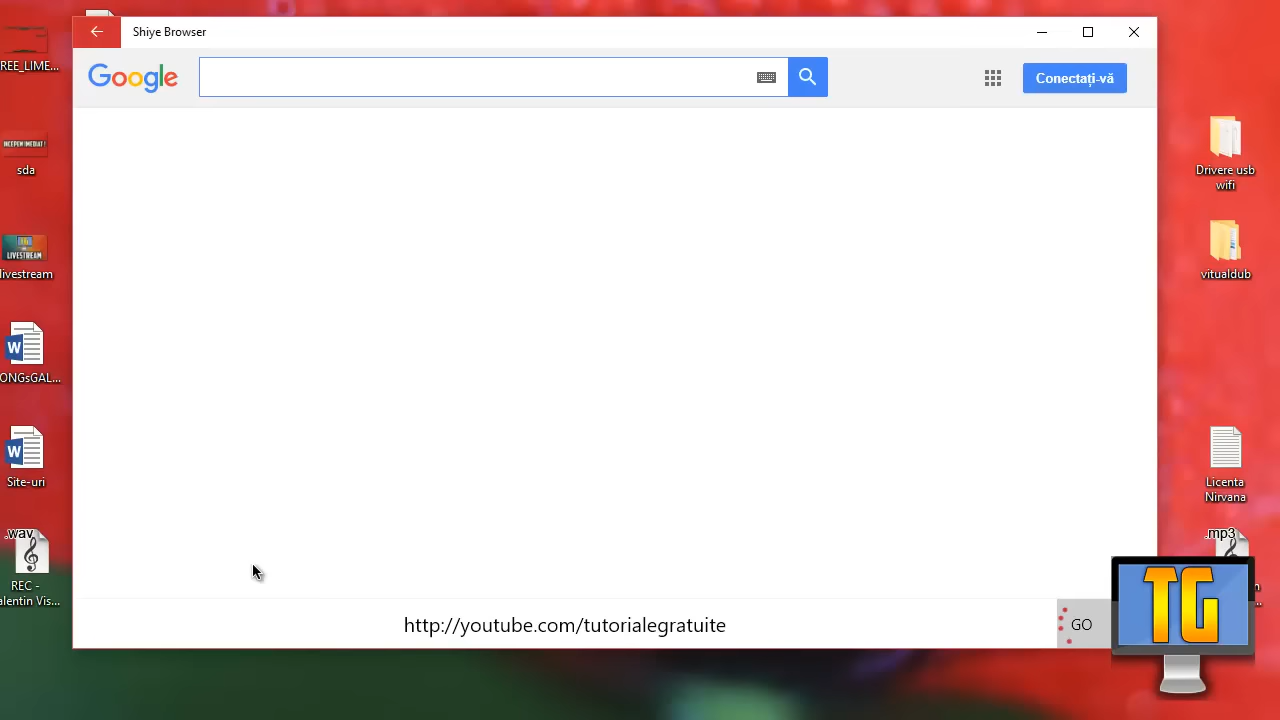 Shiye Browser
Google
Conectați-vă
REE_LIME...
sda
livestream
LIVESTREAM
ONGsGAL...
Site-uri
.wav
REC -
alentin Vis...
Drivere usb
wifi
vitualdub
Licenta
Nirvana
.mp3
http://youtube.com/tutorialegratuite
GO
TG